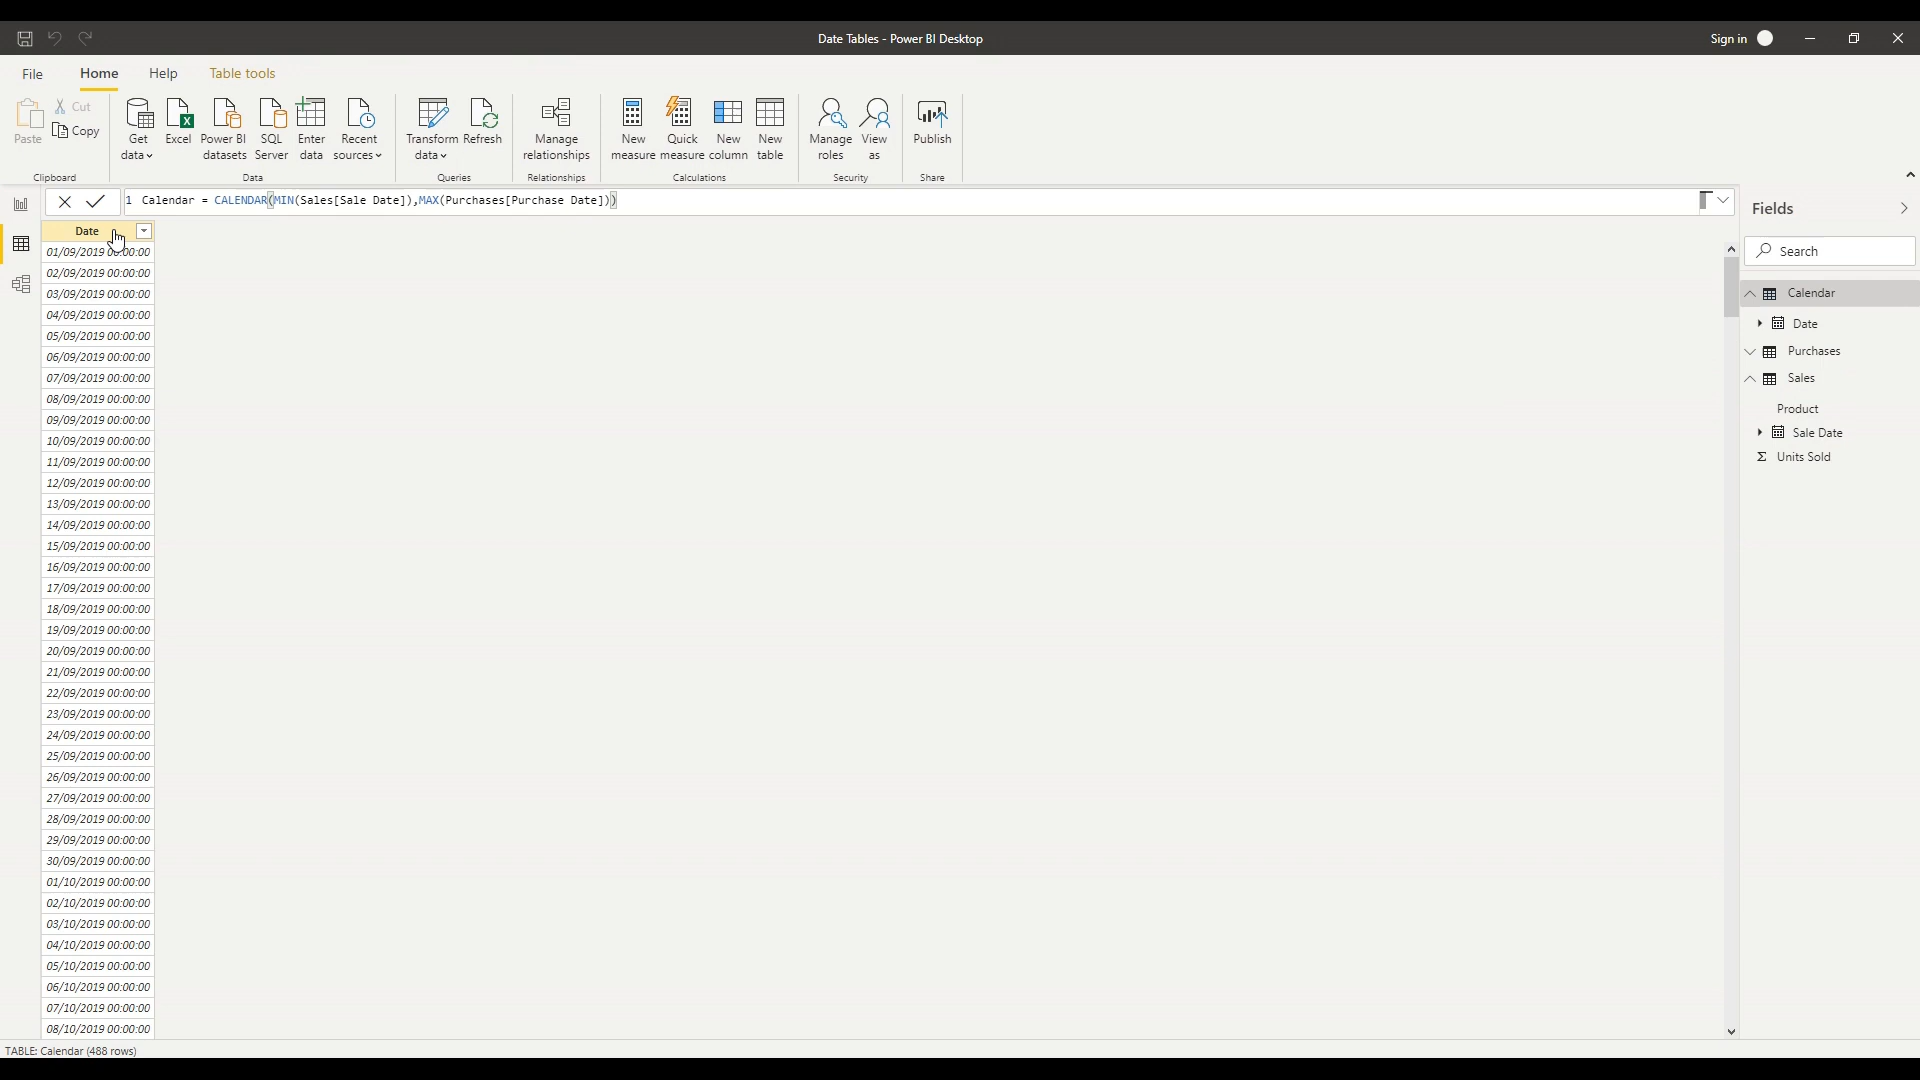 Date Tables - Power BI Desktop
Sign in
File Home Help Table tools
Paste
Cut
Copy
Clipboard
Get data
Excel
Power BI datasets
SQL Server
Enter data
Recent sources
Data
Transform data
Refresh
Queries
Manage relationships
Relationships
New measure
Quick measure
New column
New table
Calculations
Manage roles
View as
Security
Publish
Share
1 Calendar = CALENDAR(MIN(Sales[Sale Date]),MAX(Purchases[Purchase Date]))
Date
01/09/2019 00:00:00
02/09/2019 00:00:00
03/09/2019 00:00:00
04/09/2019 00:00:00
05/09/2019 00:00:00
06/09/2019 00:00:00
07/09/2019 00:00:00
08/09/2019 00:00:00
09/09/2019 00:00:00
10/09/2019 00:00:00
11/09/2019 00:00:00
12/09/2019 00:00:00
13/09/2019 00:00:00
14/09/2019 00:00:00
15/09/2019 00:00:00
16/09/2019 00:00:00
17/09/2019 00:00:00
18/09/2019 00:00:00
19/09/2019 00:00:00
20/09/2019 00:00:00
21/09/2019 00:00:00
22/09/2019 00:00:00
23/09/2019 00:00:00
24/09/2019 00:00:00
25/09/2019 00:00:00
26/09/2019 00:00:00
27/09/2019 00:00:00
28/09/2019 00:00:00
29/09/2019 00:00:00
30/09/2019 00:00:00
01/10/2019 00:00:00
02/10/2019 00:00:00
03/10/2019 00:00:00
04/10/2019 00:00:00
05/10/2019 00:00:00
06/10/2019 00:00:00
07/10/2019 00:00:00
08/10/2019 00:00:00
Fields
Search
Calendar
Date
Purchases
Sales
Product
Sale Date
Σ Units Sold
TABLE: Calendar (488 rows)